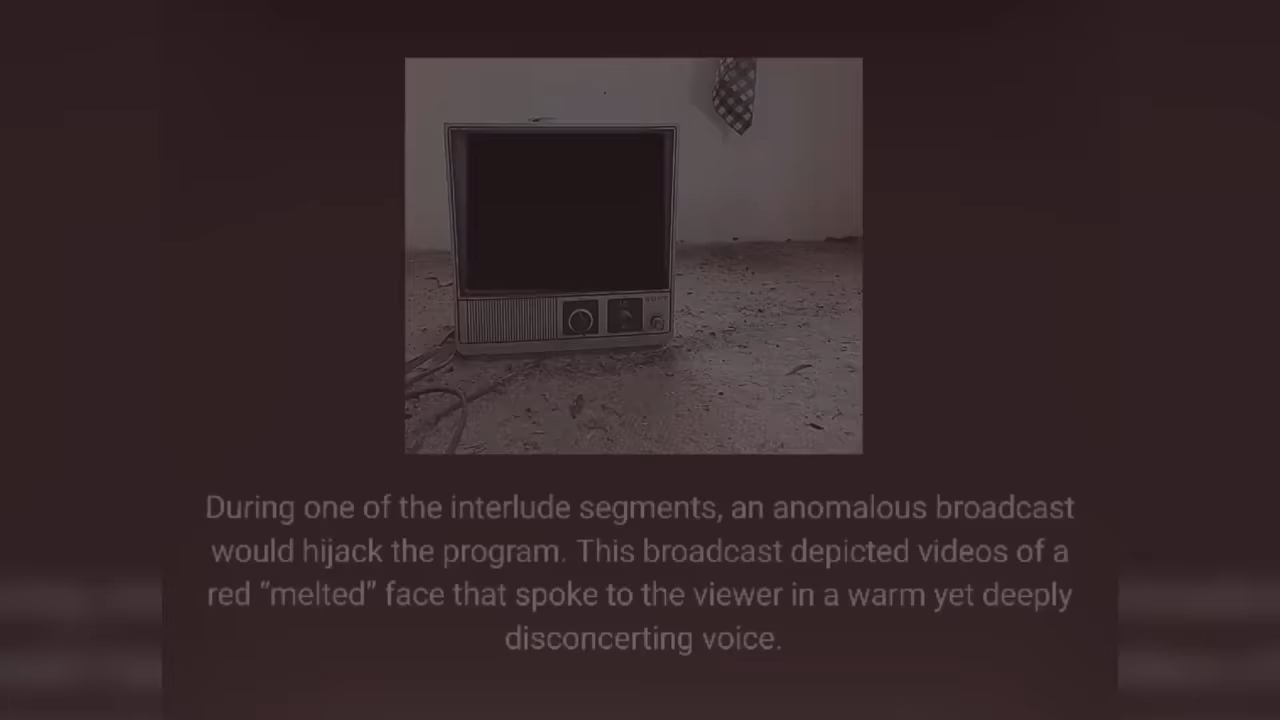 SONY
During one of the interlude segments, an anomalous broadcast
would hijack the program. This broadcast depicted videos of a
red “melted” face that spoke to the viewer in a warm yet deeply
disconcerting voice.